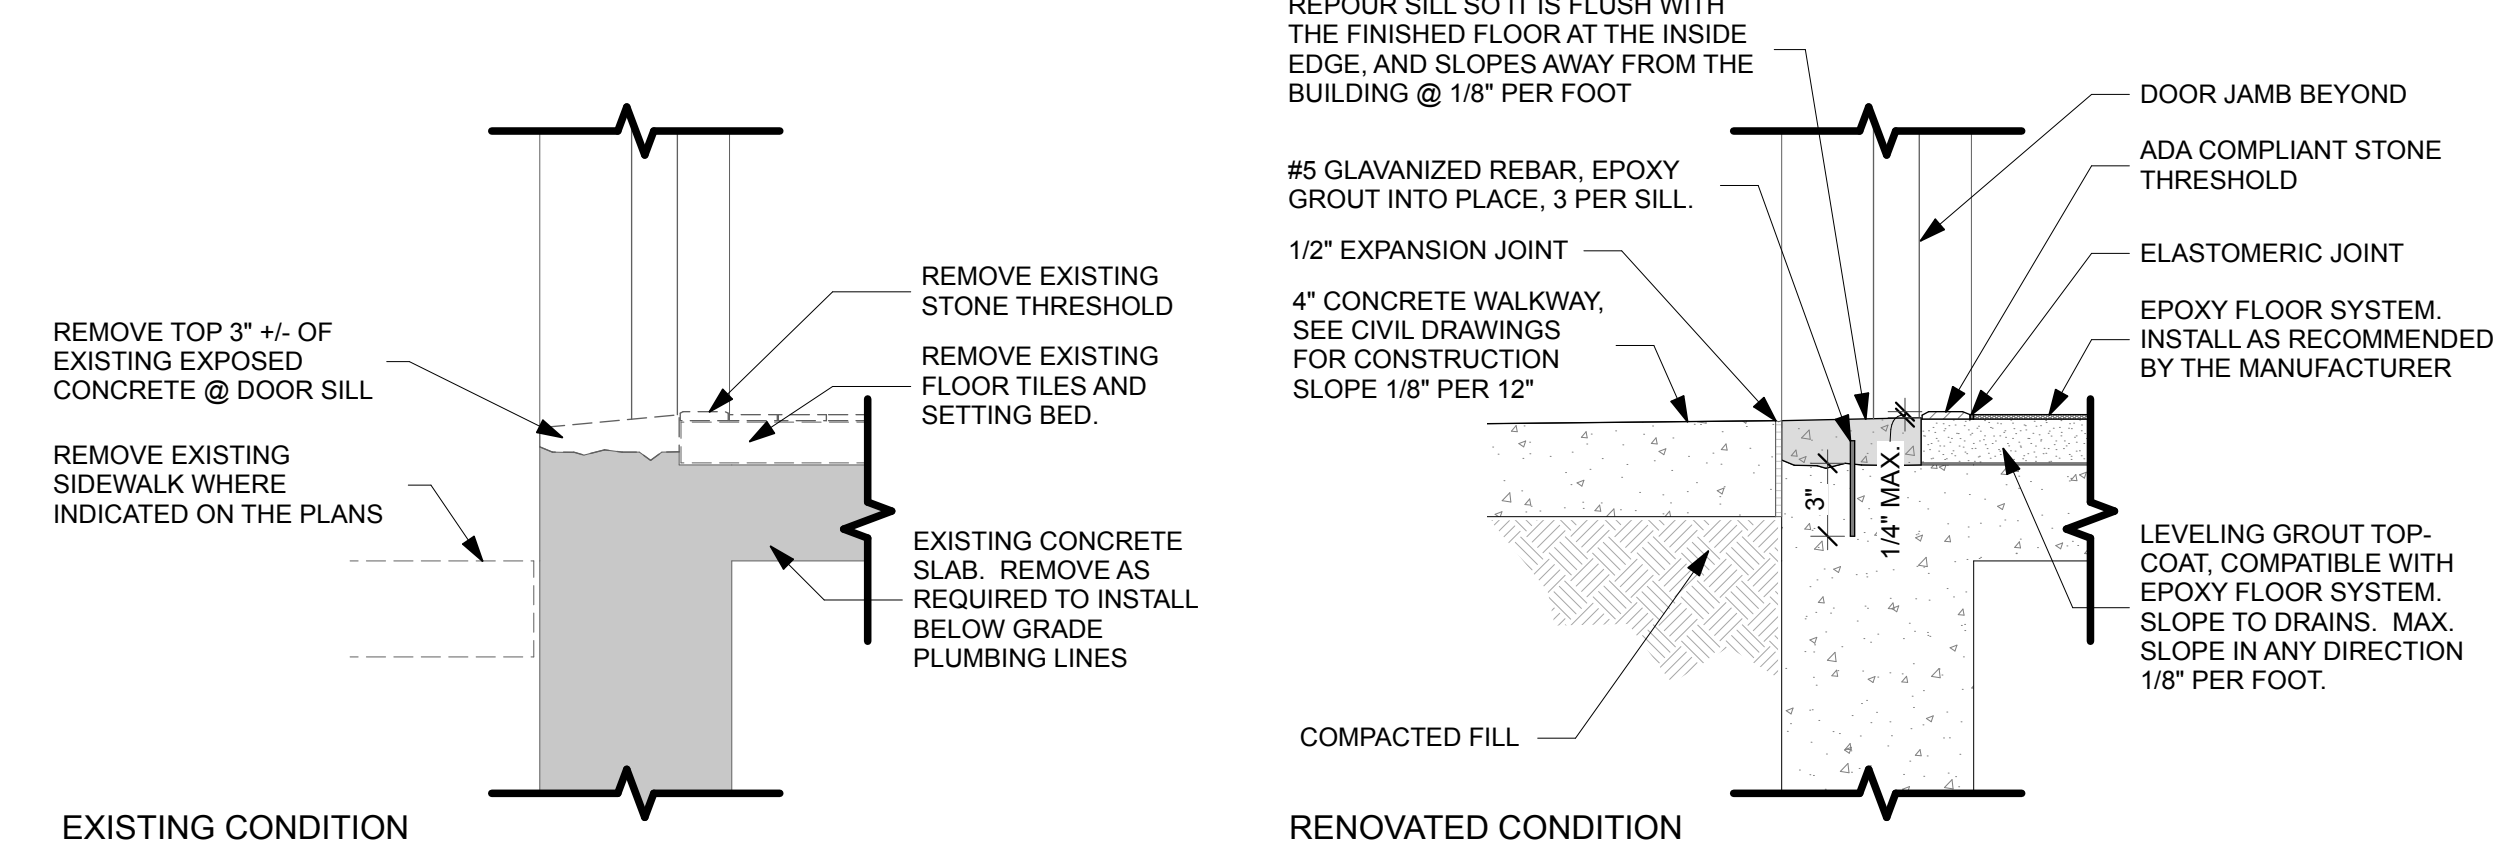 REMOVE EXISTING
STONE THRESHOLD
REMOVE TOP 3" +/- OF
EXISTING EXPOSED
CONCRETE @ DOOR SILL
REMOVE EXISTING
FLOOR TILES AND
SETTING BED.
REMOVE EXISTING
SIDEWALK WHERE
INDICATED ON THE PLANS
EXISTING CONCRETE
SLAB. REMOVE AS
REQUIRED TO INSTALL
BELOW GRADE
PLUMBING LINES
EXISTING CONDITION
REPOUR SILL SO IT IS FLUSH WITH
THE FINISHED FLOOR AT THE INSIDE
EDGE, AND SLOPES AWAY FROM THE
BUILDING @ 1/8" PER FOOT
#5 GLAVANIZED REBAR, EPOXY
GROUT INTO PLACE, 3 PER SILL.
1/2" EXPANSION JOINT
4" CONCRETE WALKWAY,
SEE CIVIL DRAWINGS
FOR CONSTRUCTION
SLOPE 1/8" PER 12"
3"
1/4" MAX.
COMPACTED FILL
DOOR JAMB BEYOND
ADA COMPLIANT STONE
THRESHOLD
ELASTOMERIC JOINT
EPOXY FLOOR SYSTEM.
INSTALL AS RECOMMENDED
BY THE MANUFACTURER
LEVELING GROUT TOP-
COAT, COMPATIBLE WITH
EPOXY FLOOR SYSTEM.
SLOPE TO DRAINS. MAX.
SLOPE IN ANY DIRECTION
1/8" PER FOOT.
RENOVATED CONDITION